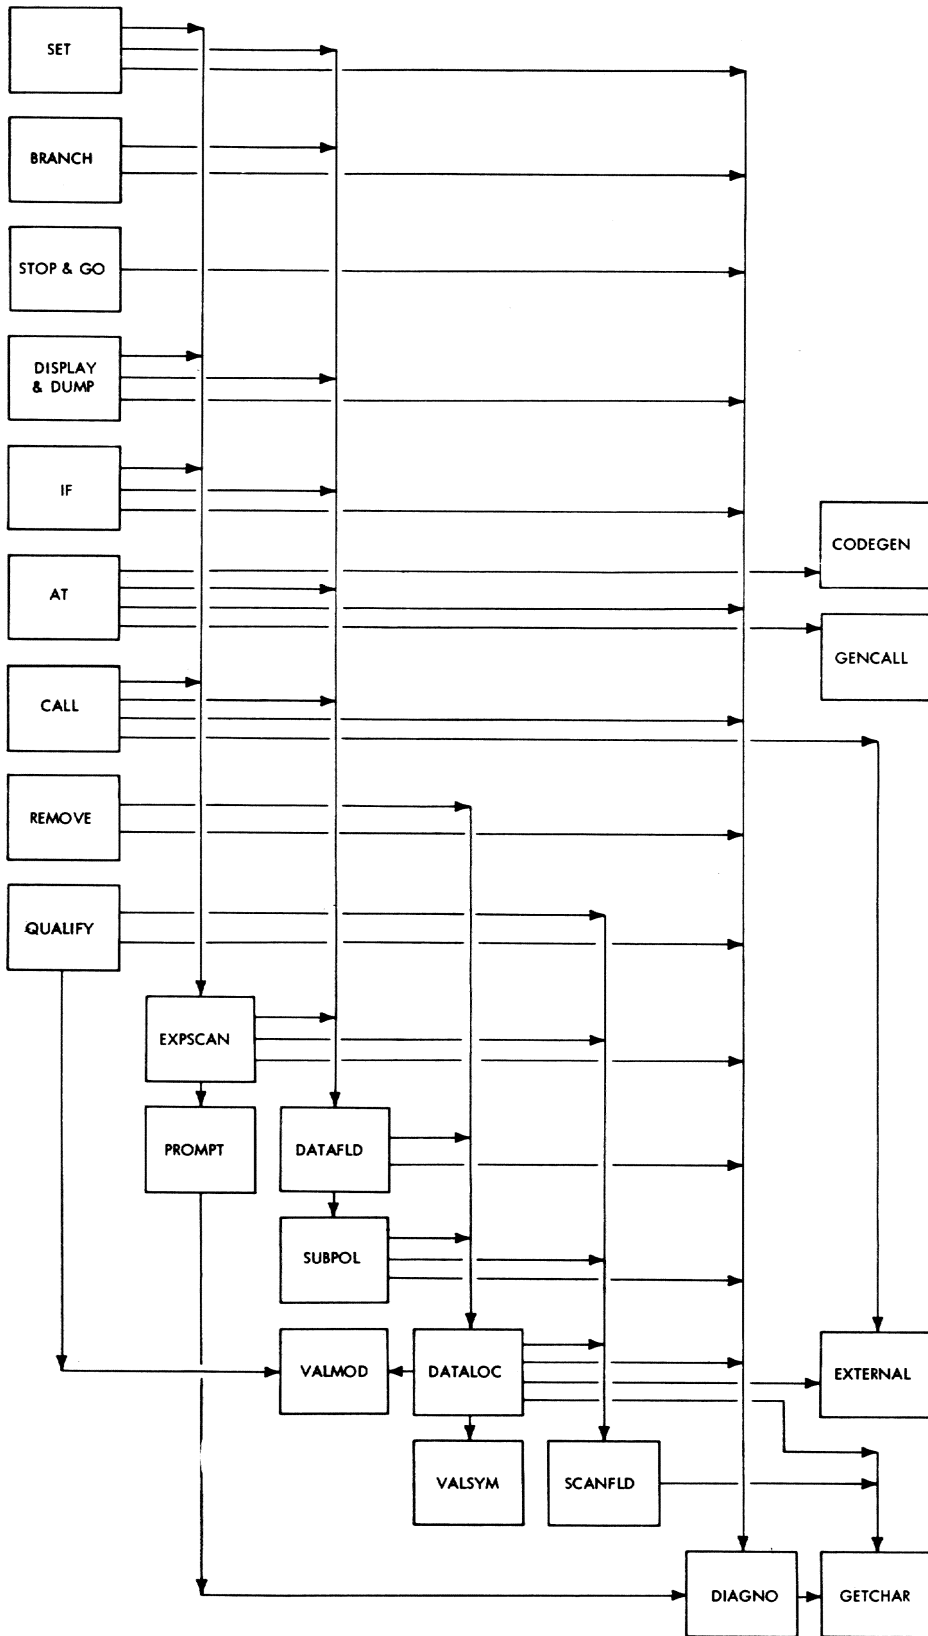 SET
BRANCH
STOP & GO
DISPLAY
& DUMP
IF
CODEGEN
AT
GENCALL
CALL
REMOVE
QUALIFY
EXPSCAN
PROMPT
DATAFLD
SUBPOL
VALMOD
DATALOC
EXTERNAL
VALSYM
SCANFLD
DIAGNO
GETCHAR